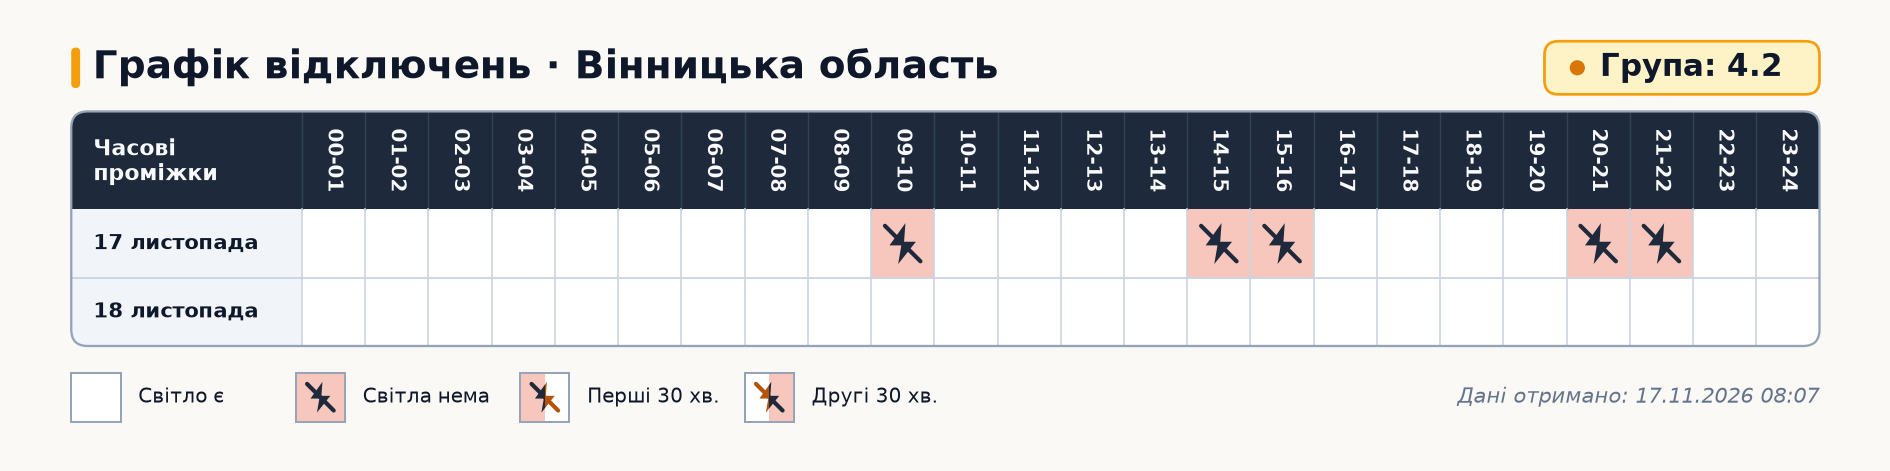 Графік відключень · Вінницька область
Група: 4.2
Часові
проміжки
00-01 01-02 02-03 03-04 04-05 05-06 06-07 07-08 08-09 09-10 10-11 11-12 12-13 13-14 14-15 15-16 16-17 17-18 18-19 19-20 20-21 21-22 22-23 23-24
17 листопада
18 листопада
Світло є Світла нема Перші 30 хв. Другі 30 хв. Дані отримано: 17.11.2026 08:07